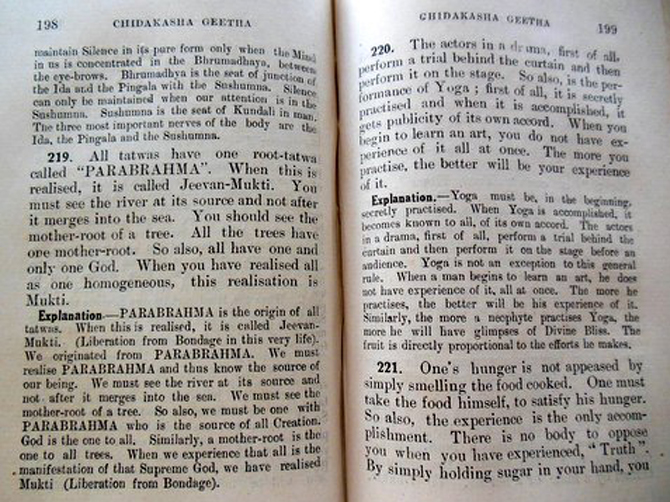 198 CHIDAKASHA GEETHA
maintain Silence in its pure form only when the Mind
in us is concentrated in the Bhrumadhaya, between
the eye-brows. Bhrumadhya is the seat of junction of
the Ida and the Pingala with the Sushumna. Silence
can only be maintained when our attention is in the
Sushumna. Sushumna is the seat of Kundali in man.
The three most important nerves of the body are the
Ida, the Pingala and the Sushumna.
219. All tatwas have one root-tatwa
called "PARABRAHMA". When this is
realised, it is called Jeevan-Mukti. You
must see the river at its source and not after
it merges into the sea. You should see the
mother-root of a tree. All the trees have
one mother-root. So also, all have one and
only one God. When you have realised all
as one homogeneous, this realisation is
Mukti.
Explanation.—PARABRAHMA is the origin of all
tatwas. When this is realised, it is called Jeevan-
Mukti. (Liberation from Bondage in this very life).
We originated from PARABRAHMA. We must
realise PARABRAHMA and thus know the source of
our being. We must see the river at its source and
not after it merges into the sea. We must see the
mother-root of a tree. So also, we must be one with
PARABRAHMA who is the source of all Creation.
God is the one to all. Similarly, a mother-root is the
one to all trees. When we experience that all is the
manifestation of that Supreme God, we have realised
Mukti (Liberation from Bondage).
CHIDAKASHA GEETHA 199
220. The actors in a drama, first of all,
perform a trial behind the curtain and then
perform it on the stage. So also, is the per-
formance of Yoga; first of all, it is secretly
practised and when it is accomplished, it
gets publicity of its own accord. When you
begin to learn an art, you do not have ex-
perience of it all at once. The more you
practise, the better will be your experience
of it.
Explanation.—Yoga must be, in the beginning,
secretly practised. When Yoga is accomplished, it
becomes known to all, of its own accord. The actors
in a drama, first of all, perform a trial behind the
curtain and then perform it on the stage before an
audience. Yoga is not an exception to this general
rule. When a man begins to learn an art, he does
not have experience of it, all at once. The more he
practises, the better will be his experience of it.
Similarly, the more a neophyte practises Yoga, the
more he will have glimpses of Divine Bliss. The
fruit is directly proportional to the efforts he makes.
221. One's hunger is not appeased by
simply smelling the food cooked. One must
take the food himself, to satisfy his hunger.
So also, the experience is the only accom-
plishment. There is no body to oppose
you when you have experienced, "Truth".
By simply holding sugar in your hand, you